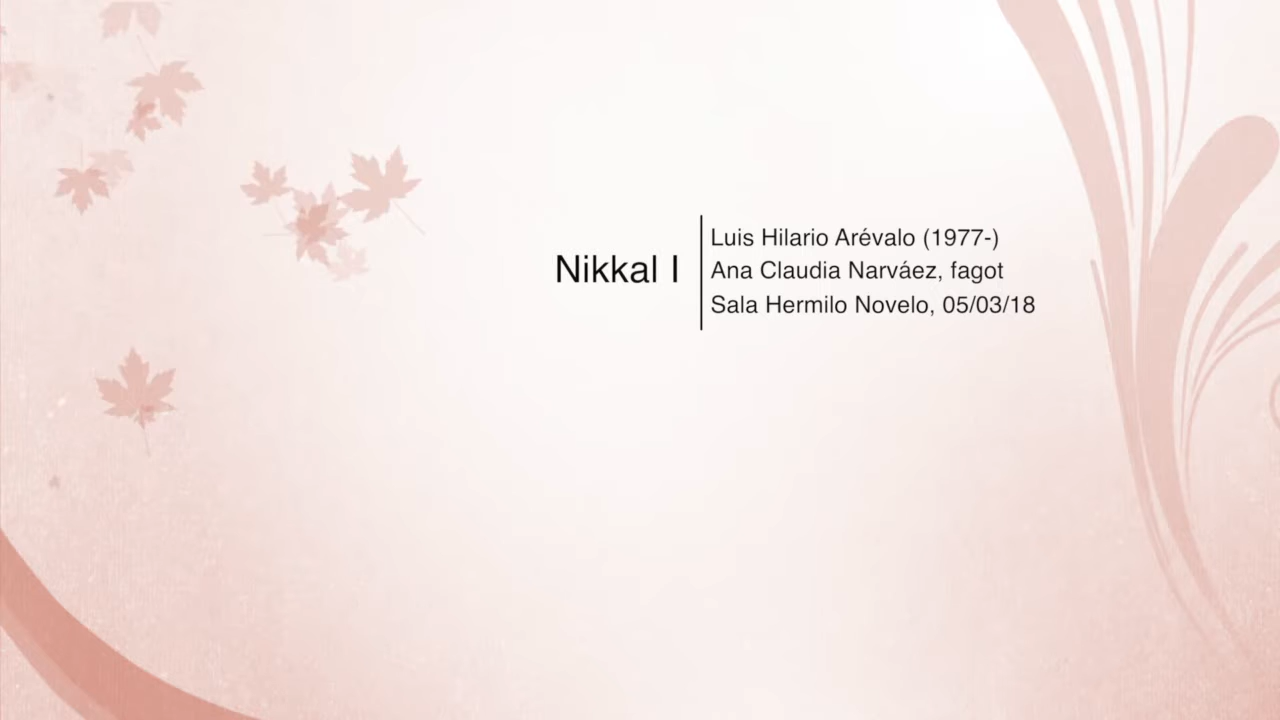 Nikkal I
Luis Hilario Arévalo (1977-)
Ana Claudia Narváez, fagot
Sala Hermilo Novelo, 05/03/18